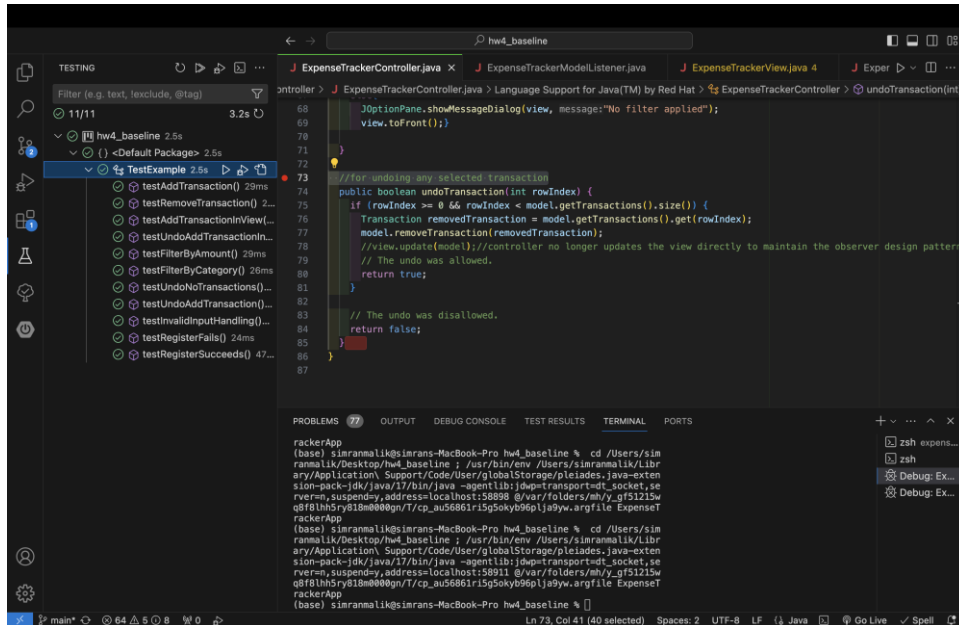 hw4_baseline
TESTING
Filter (e.g. text, !exclude, @tag)
11/11
3.2s
hw4_baseline 2.5s
{ } <Default Package> 2.5s
TestExample 2.5s
testAddTransaction() 29ms
testRemoveTransaction() 2...
testAddTransactionInView(...
testUndoAddTransactionIn...
testFilterByAmount() 29ms
testFilterByCategory() 26ms
testUndoNoTransactions()...
testUndoAddTransaction()...
testInvalidInputHandling()...
testRegisterFails() 24ms
testRegisterSucceeds() 47...
2
1
J ExpenseTrackerController.java
J ExpenseTrackerModelListener.java
J ExpenseTrackerView.java 4
J Exper
ontroller > J ExpenseTrackerController.java > Language Support for Java(TM) by Red Hat > ExpenseTrackerController > undoTransaction(int
68 JOptionPane.showMessageDialog(view, message:"No filter applied");
69 view.toFront();}
70
71 }
72
73 //for undoing any selected transaction
74 public boolean undoTransaction(int rowIndex) {
75 if (rowIndex >= 0 && rowIndex < model.getTransactions().size()) {
76 Transaction removedTransaction = model.getTransactions().get(rowIndex);
77 model.removeTransaction(removedTransaction);
78 //view.update(model);//controller no longer updates the view directly to maintain the observer design pattern
79 // The undo was allowed.
80 return true;
81 }
82
83 // The undo was disallowed.
84 return false;
85 }
86 }
87
PROBLEMS 77 OUTPUT DEBUG CONSOLE TEST RESULTS TERMINAL PORTS
rackerApp
(base) simranmalik@simrans-MacBook-Pro hw4_baseline % cd /Users/sim
ranmalik/Desktop/hw4_baseline ; /usr/bin/env /Users/simranmalik/Libr
ary/Application\ Support/Code/User/globalStorage/pleiades.java-exten
sion-pack-jdk/java/17/bin/java -agentlib:jdwp=transport=dt_socket,se
rver=n,suspend=y,address=localhost:58898 @/var/folders/mh/y_gf51215w
q8f8lhh5ry818m0000gn/T/cp_au56861ri5g5okyb96plja9yw.argfile ExpenseT
rackerApp
(base) simranmalik@simrans-MacBook-Pro hw4_baseline % cd /Users/sim
ranmalik/Desktop/hw4_baseline ; /usr/bin/env /Users/simranmalik/Libr
ary/Application\ Support/Code/User/globalStorage/pleiades.java-exten
sion-pack-jdk/java/17/bin/java -agentlib:jdwp=transport=dt_socket,se
rver=n,suspend=y,address=localhost:58911 @/var/folders/mh/y_gf51215w
q8f8lhh5ry818m0000gn/T/cp_au56861ri5g5okyb96plja9yw.argfile ExpenseT
rackerApp
(base) simranmalik@simrans-MacBook-Pro hw4_baseline %
zsh expens...
zsh
Debug: Ex...
Debug: Ex...
main* 64 5 8 0 Ln 73, Col 41 (40 selected) Spaces: 2 UTF-8 LF { Java Go Live Spell